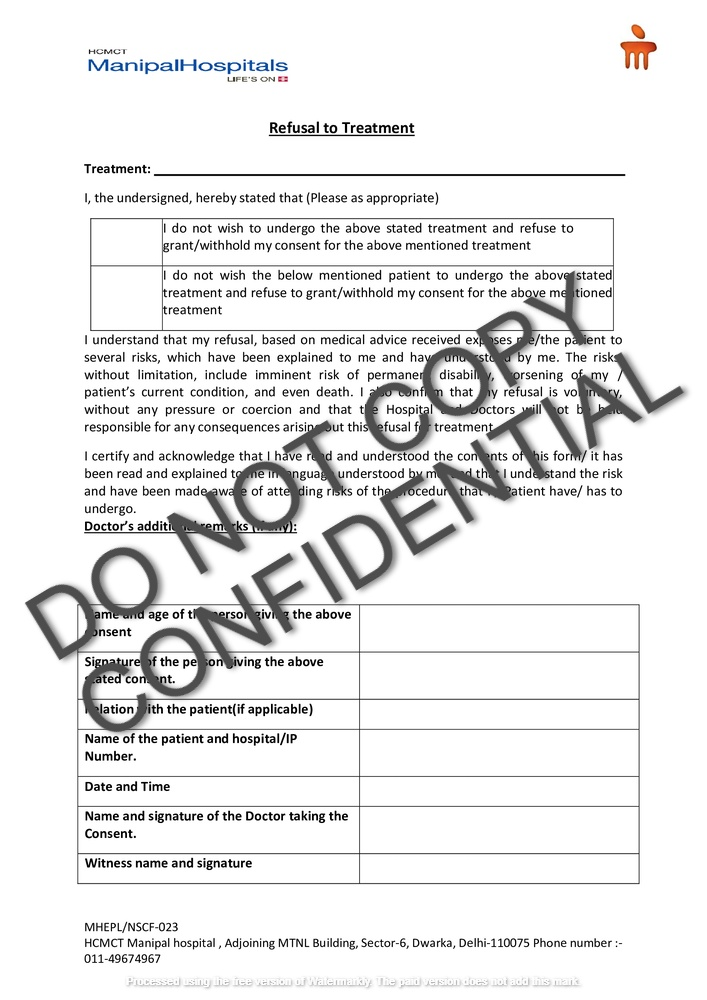 HCMCT
ManipalHospitals
LIFE'S ON
Refusal to Treatment
Treatment:
I, the undersigned, hereby stated that (Please as appropriate)
I do not wish to undergo the above stated treatment and refuse to
grant/withhold my consent for the above mentioned treatment
I do not wish the below mentioned patient to undergo the above stated
treatment and refuse to grant/withhold my consent for the above mentioned
treatment
I understand that my refusal, based on medical advice received exposes me/the patient to
several risks, which have been explained to me and have understood by me. The risks
without limitation, include imminent risk of permanent disability, worsening of my /
patient's current condition, and even death. I also confirm that my refusal is voluntary,
without any pressure or coercion and that the Hospital and Doctors will not be held
responsible for any consequences arising out this refusal for treatment.
I certify and acknowledge that I have read and understood the contents of this form/ it has
been read and explained to me in language understood by me and that I understand the risk
and have been made aware of attending risks of the procedure that Patient have/ has to
undergo.
Doctor's additional remarks (if any):
Name and age of the person giving the above
consent
Signature of the person giving the above
stated consent.
Relation with the patient(if applicable)
Name of the patient and hospital/IP
Number.
Date and Time
Name and signature of the Doctor taking the
Consent.
Witness name and signature
DO NOT COPY
CONFIDENTIAL
MHEPL/NSCF-023
HCMCT Manipal hospital , Adjoining MTNL Building, Sector-6, Dwarka, Delhi-110075 Phone number :-
011-49674967
Processed using the free version of Watermarkly. The paid version does not add this mark.